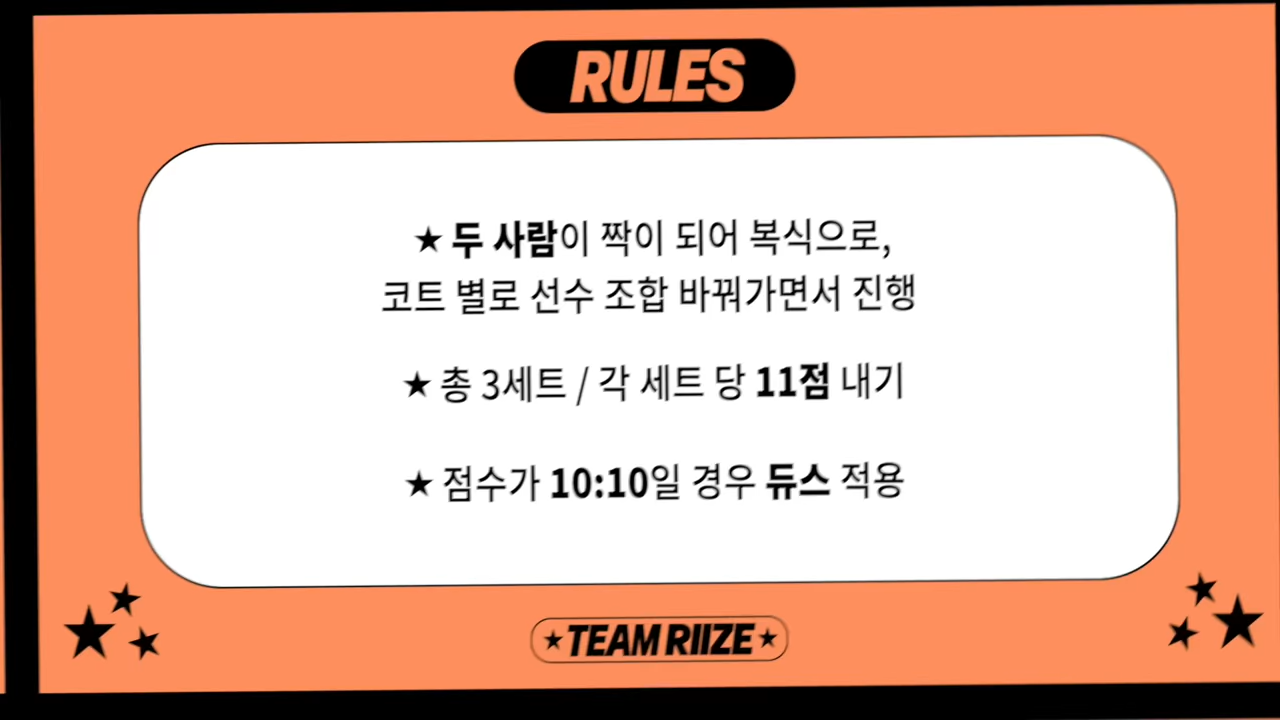 RULES
★ 두 사람이 짝이 되어 복식으로,
코트 별로 선수 조합 바꿔가면서 진행
★ 총 3세트 / 각 세트 당 11점 내기
★ 점수가 10:10일 경우 듀스 적용
★ TEAM RIIZE ★